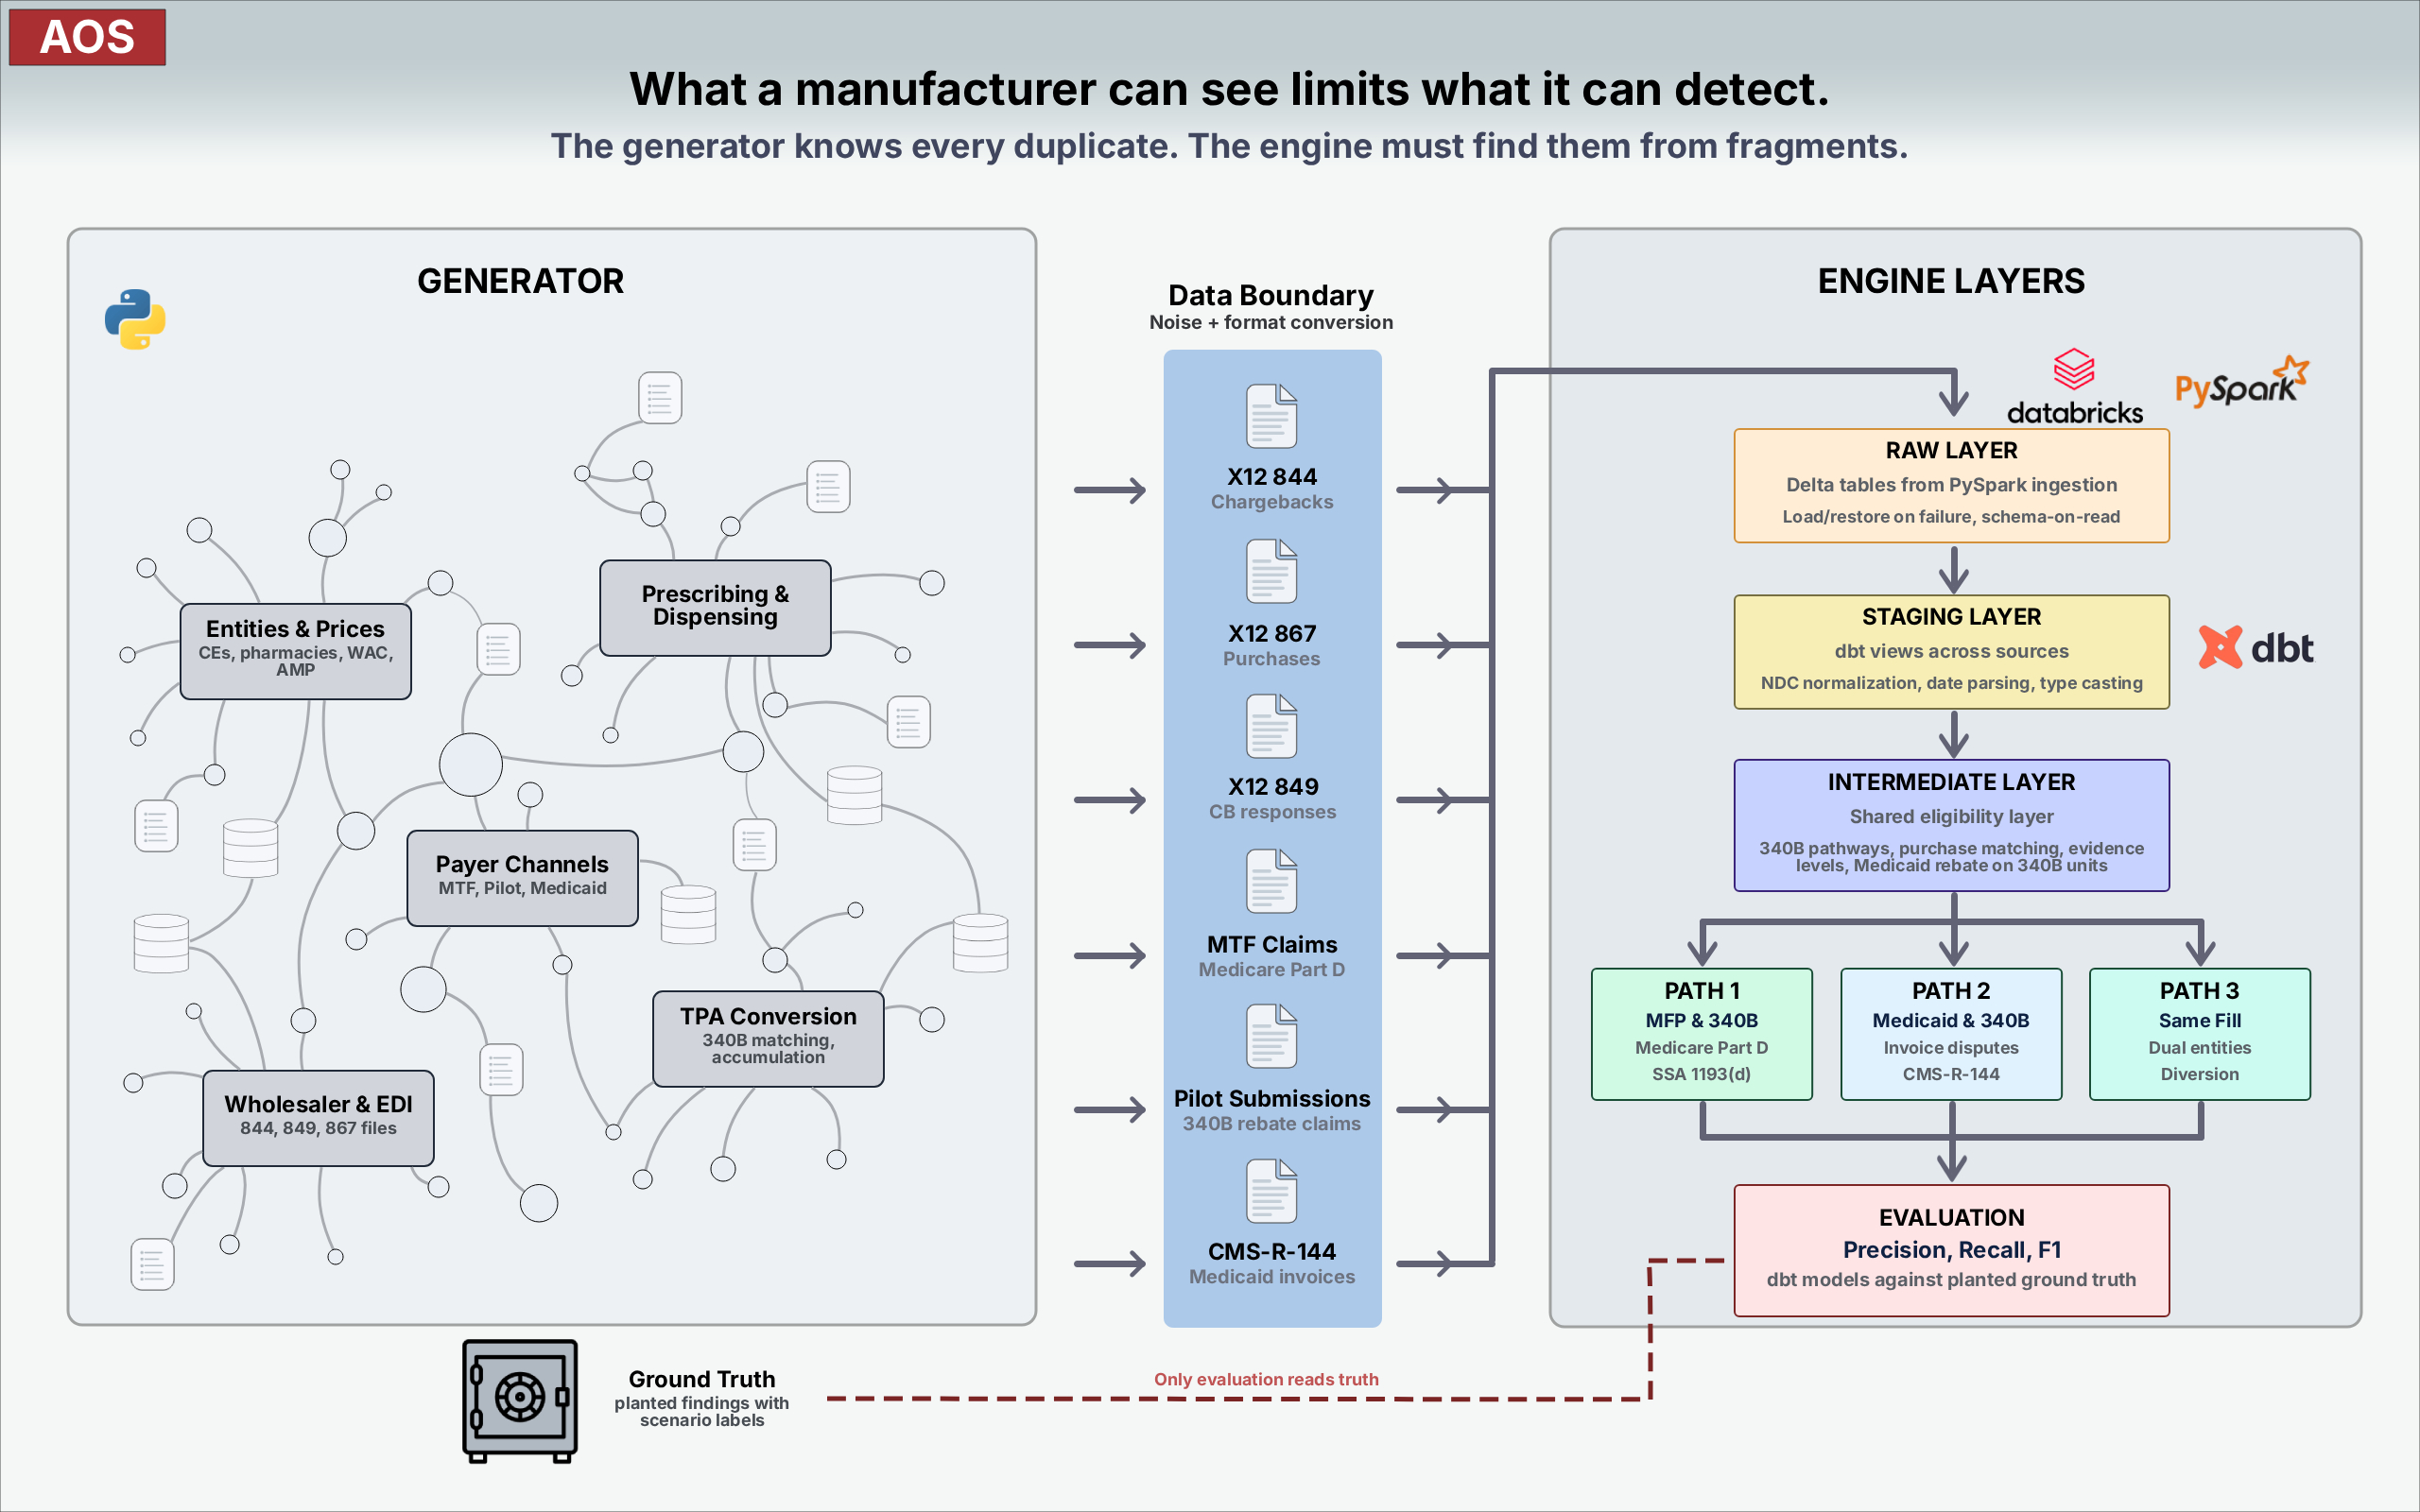 AOS
What a manufacturer can see limits what it can detect.
The generator knows every duplicate. The engine must find them from fragments.
GENERATOR
Entities & Prices
CEs, pharmacies, WAC,
AMP
Prescribing &
Dispensing
Payer Channels
MTF, Pilot, Medicaid
TPA Conversion
340B matching,
accumulation
Wholesaler & EDI
844, 849, 867 files
Data Boundary
Noise + format conversion
X12 844
Chargebacks
X12 867
Purchases
X12 849
CB responses
MTF Claims
Medicare Part D
Pilot Submissions
340B rebate claims
CMS-R-144
Medicaid invoices
ENGINE LAYERS
databricks
PySpark
RAW LAYER
Delta tables from PySpark ingestion
Load/restore on failure, schema-on-read
STAGING LAYER
dbt views across sources
NDC normalization, date parsing, type casting
dbt
INTERMEDIATE LAYER
Shared eligibility layer
340B pathways, purchase matching, evidence
levels, Medicaid rebate on 340B units
PATH 1
MFP & 340B
Medicare Part D
SSA 1193(d)
PATH 2
Medicaid & 340B
Invoice disputes
CMS-R-144
PATH 3
Same Fill
Dual entities
Diversion
EVALUATION
Precision, Recall, F1
dbt models against planted ground truth
Ground Truth
planted findings with
scenario labels
Only evaluation reads truth